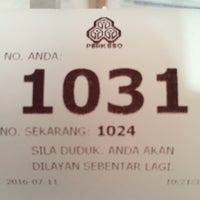 PERKESO
NO. ANDA:
1031
NO. SEKARANG: 1024
SILA DUDUK. ANDA AKAN
DILAYAN SEBENTAR LAGI.
2016-07-11